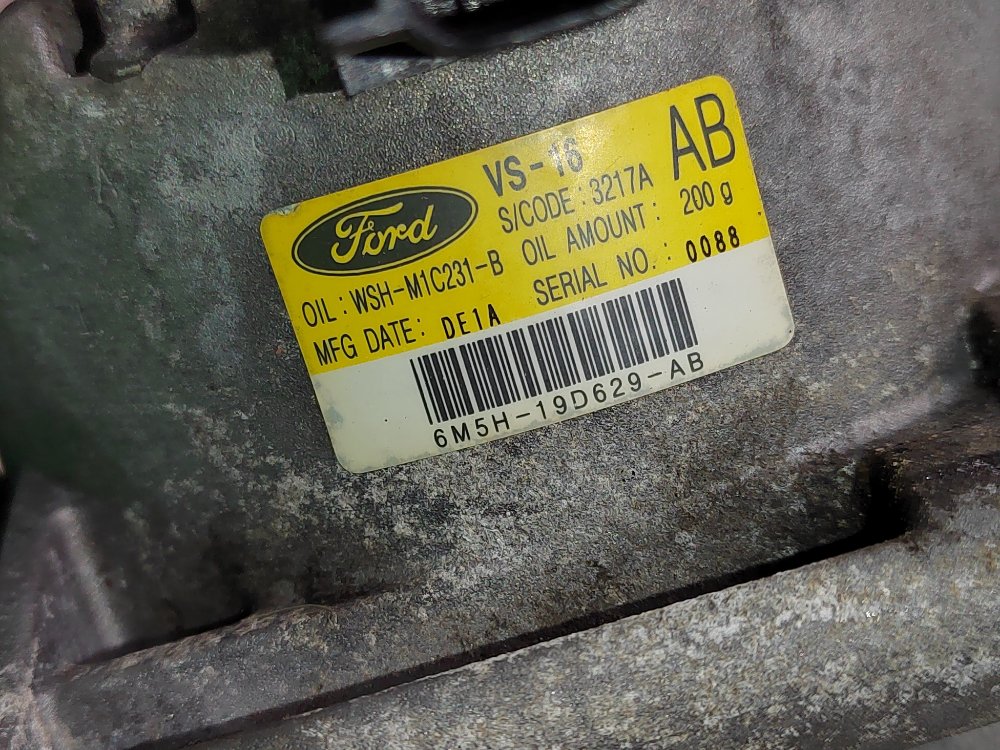 Ford
VS-16
AB
S/CODE : 3217A
OIL : WSH-M1C231-B
OIL AMOUNT : 200 g
MFG DATE : DE1A
SERIAL NO. : 0088
6M5H-19D629-AB